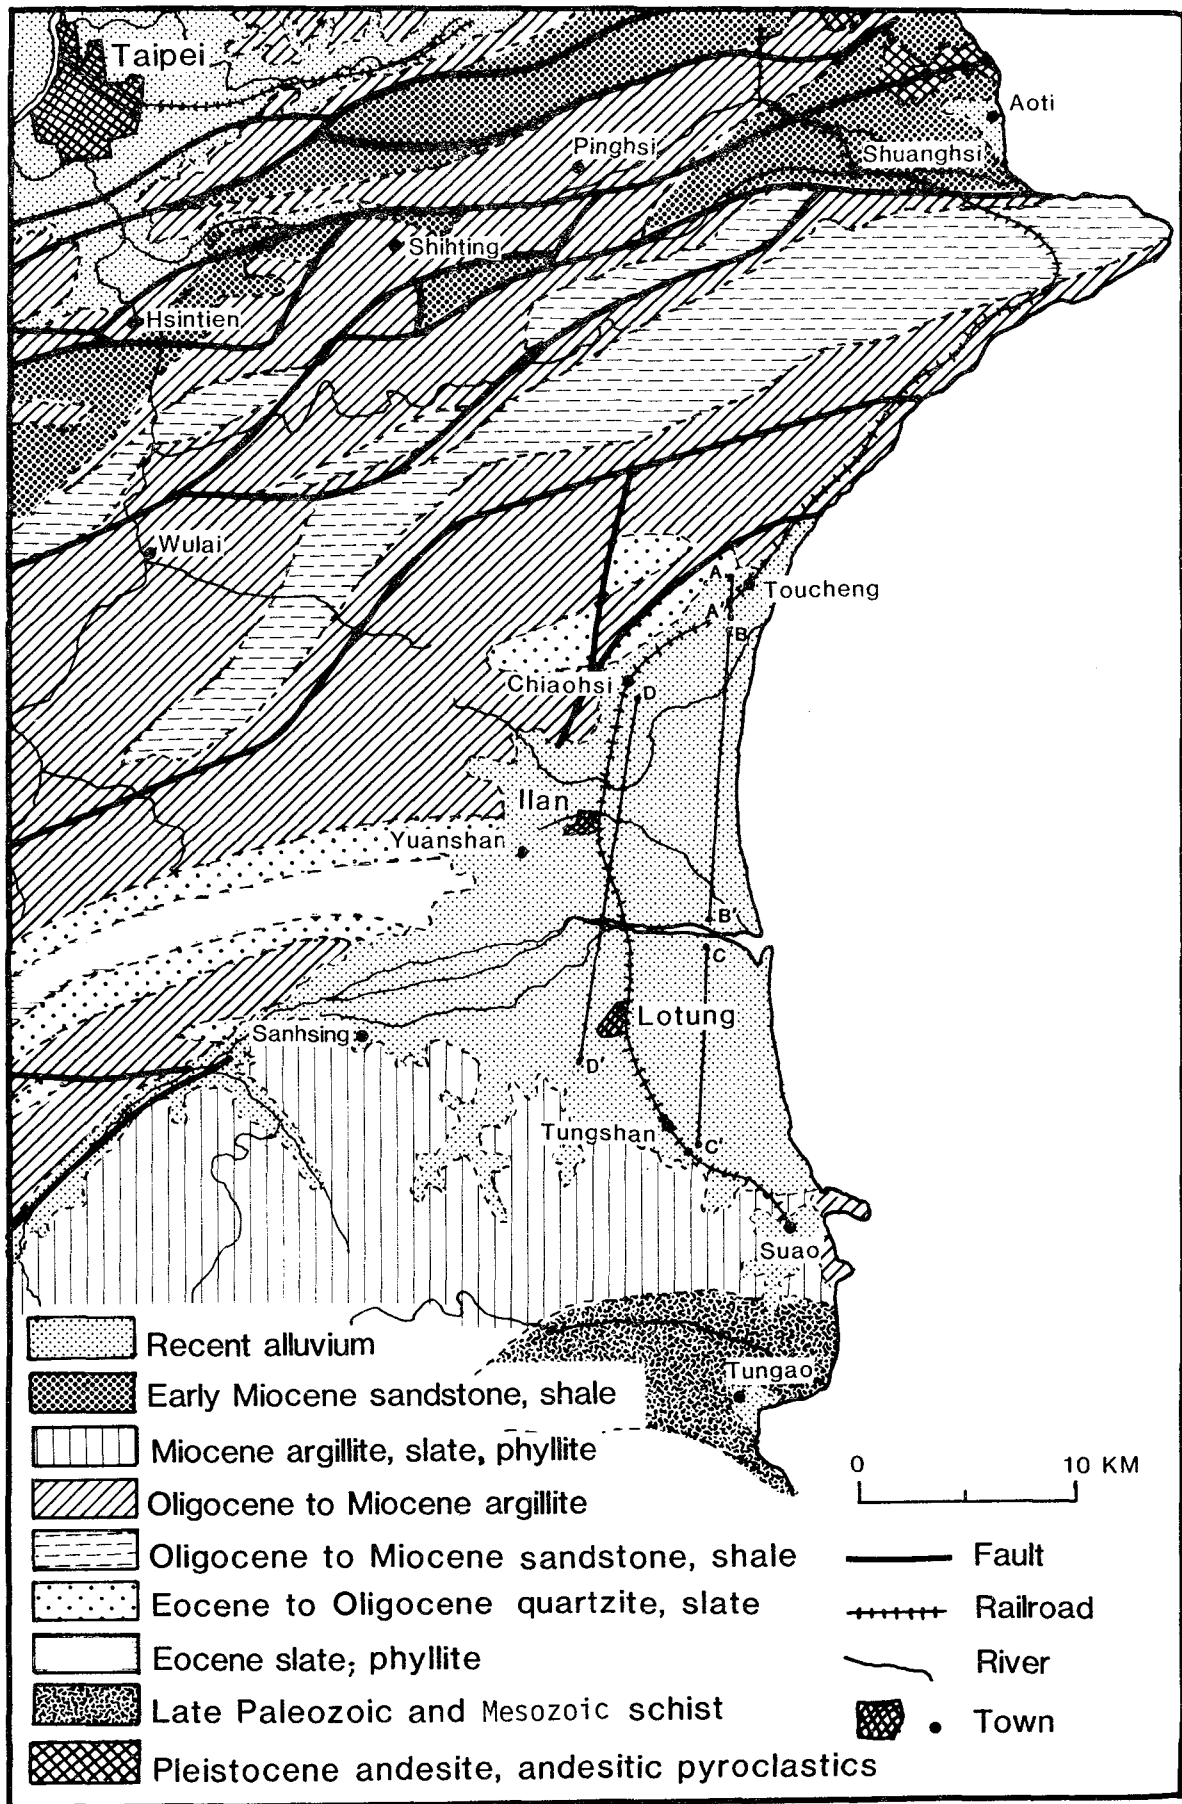 Taipei
Aoti
Pinghsi
Shuanghsi
Shihting
Hsintien
Wulai
A
Toucheng
A'
B
Chiaohsi
D
Ilan
Yuanshan
B'
C
Lotung
Sanhsing
D'
Tungshan
C'
Suao
Tungao
Recent alluvium
Early Miocene sandstone, shale
Miocene argillite, slate, phyllite
Oligocene to Miocene argillite
Oligocene to Miocene sandstone, shale
Eocene to Oligocene quartzite, slate
Eocene slate, phyllite
Late Paleozoic and Mesozoic schist
Pleistocene andesite, andesitic pyroclastics
0 10 KM
Fault
Railroad
River
Town